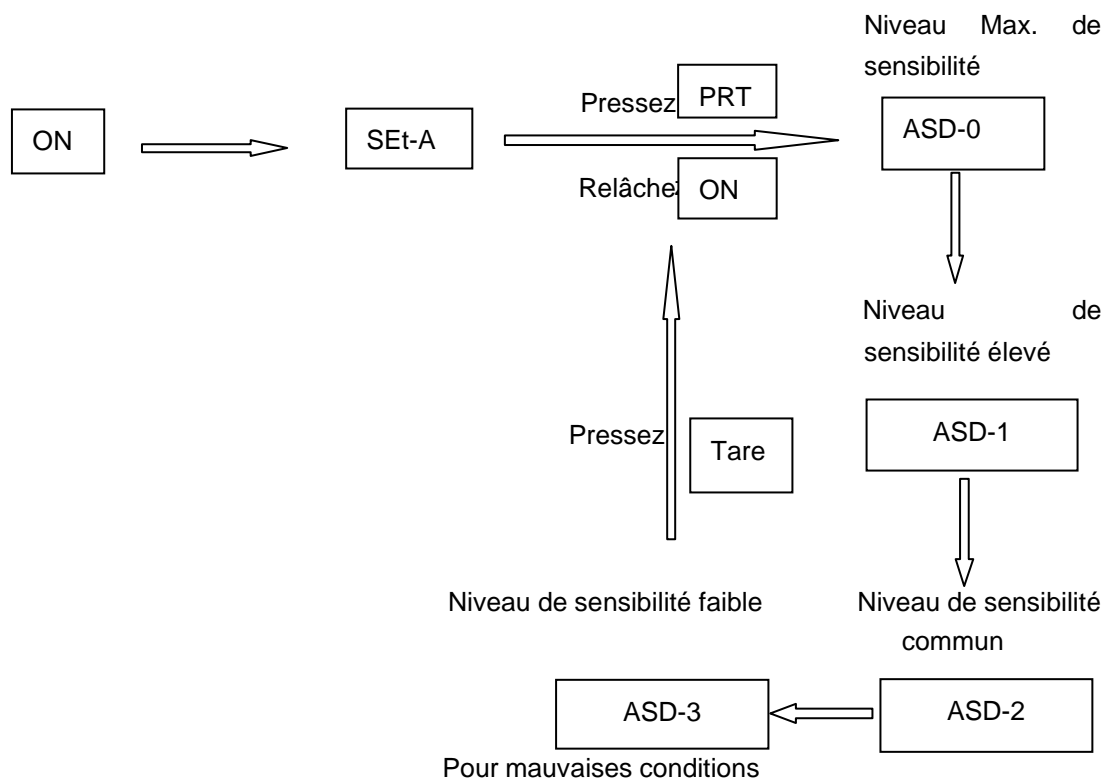 Niveau Max. de
sensibilité
Pressez PRT
ON
SEt-A
ASD-0
Relâchez ON
Niveau de
sensibilité élevé
ASD-1
Pressez Tare
Niveau de sensibilité faible
Niveau de sensibilité
commun
ASD-3
ASD-2
Pour mauvaises conditions